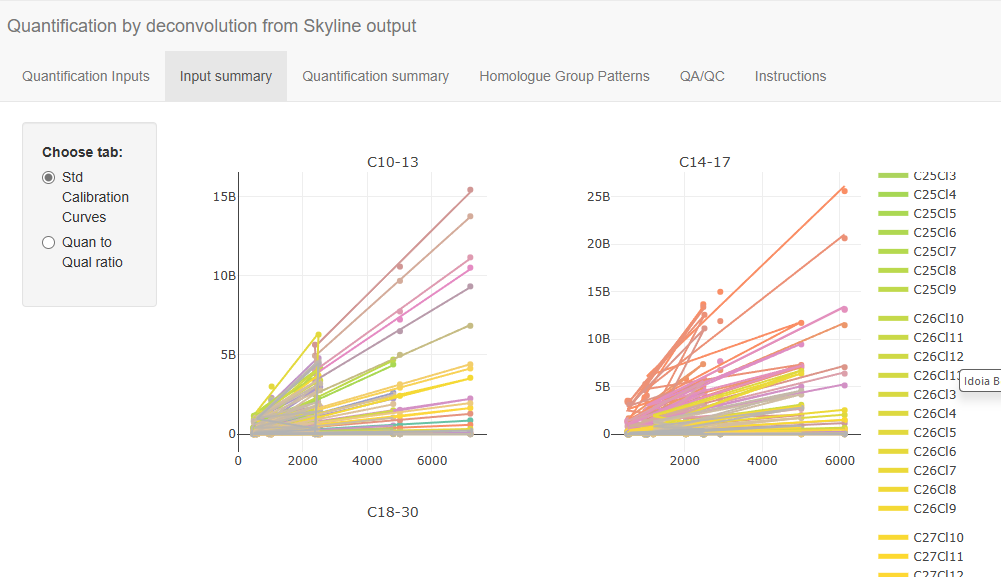 Quantification by deconvolution from Skyline output
Quantification Inputs Input summary Quantification summary Homologue Group Patterns QA/QC Instructions
Choose tab:
Std
Calibration
Curves
Quan to
Qual ratio
C10-13
15B
10B
5B
0
0 2000 4000 6000
C14-17
25B
20B
15B
10B
5B
0
2000 4000 6000
C18-30
C25Cl3
C25Cl4
C25Cl5
C25Cl6
C25Cl7
C25Cl8
C25Cl9
C26Cl10
C26Cl11
C26Cl12
Idoia B
C26Cl3
C26Cl4
C26Cl5
C26Cl6
C26Cl7
C26Cl8
C26Cl9
C27Cl10
C27Cl11
C27Cl12